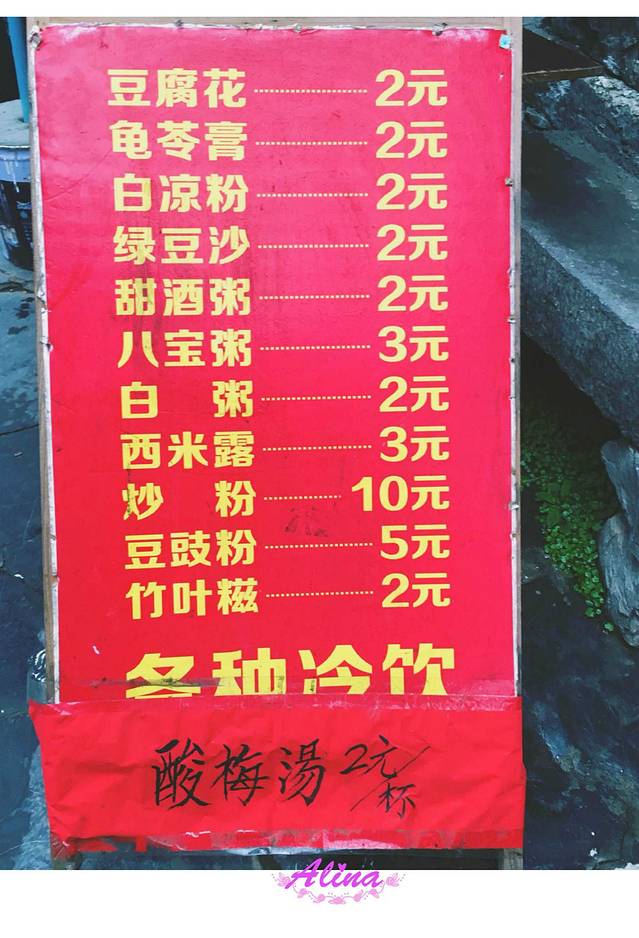 豆腐花 2元
龟苓膏 2元
白凉粉 2元
绿豆沙 2元
甜酒粥 2元
八宝粥 3元
白粥 2元
西米露 3元
炒粉 10元
豆豉粉 5元
竹叶糍 2元
各种冷饮
酸梅湯 2元/杯
Alina